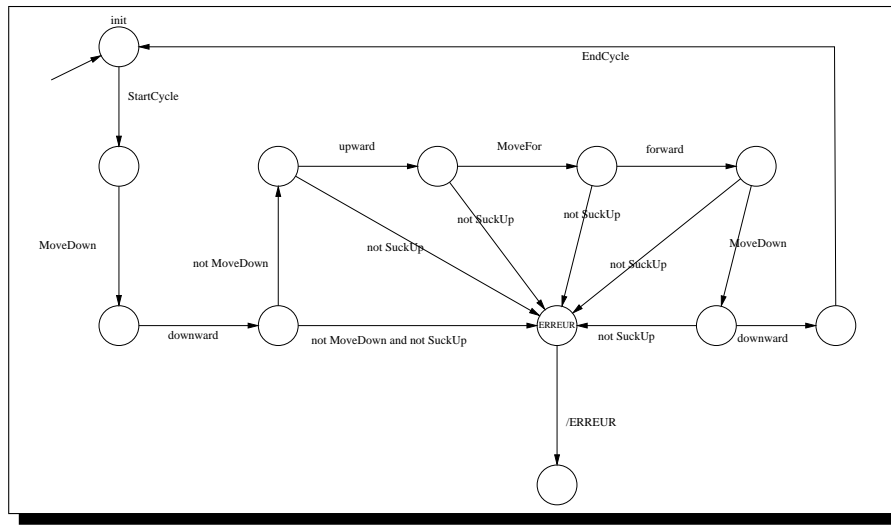 init
EndCycle
StartCycle
upward
MoveFor
forward
not SuckUp
not SuckUp
not SuckUp
not SuckUp
MoveDown
MoveDown
not MoveDown
ERREUR
downward
not MoveDown and not SuckUp
not SuckUp
downward
/ERREUR